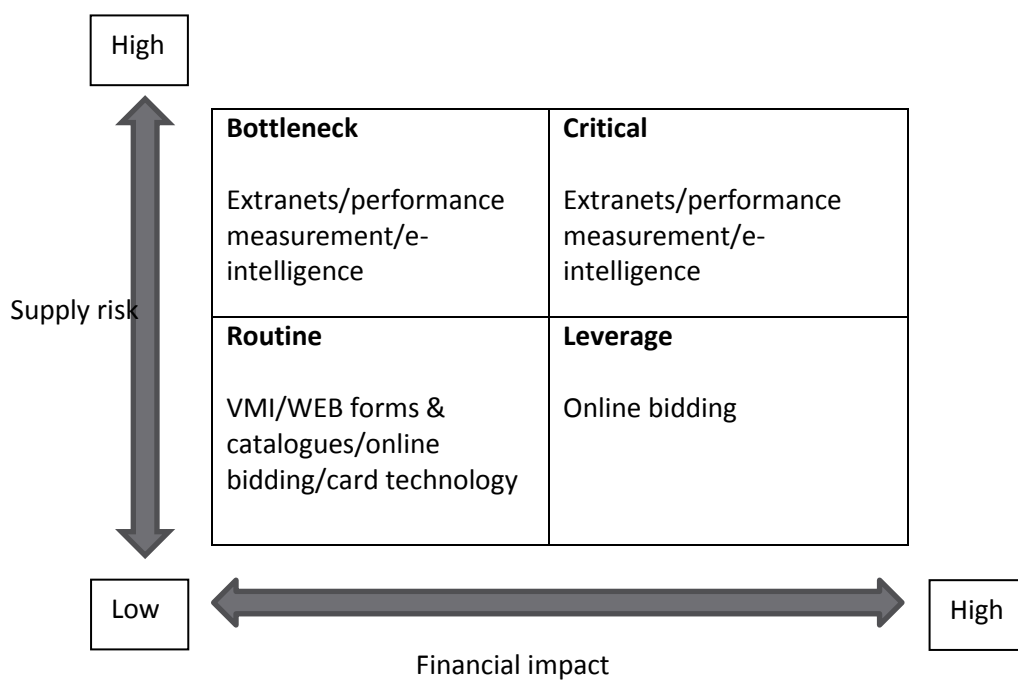 High
Bottleneck
Extranets/performance
measurement/e-
intelligence
Critical
Extranets/performance
measurement/e-
intelligence
Supply risk
Routine
VMI/WEB forms &
catalogues/online
bidding/card technology
Leverage
Online bidding
Low
High
Financial impact